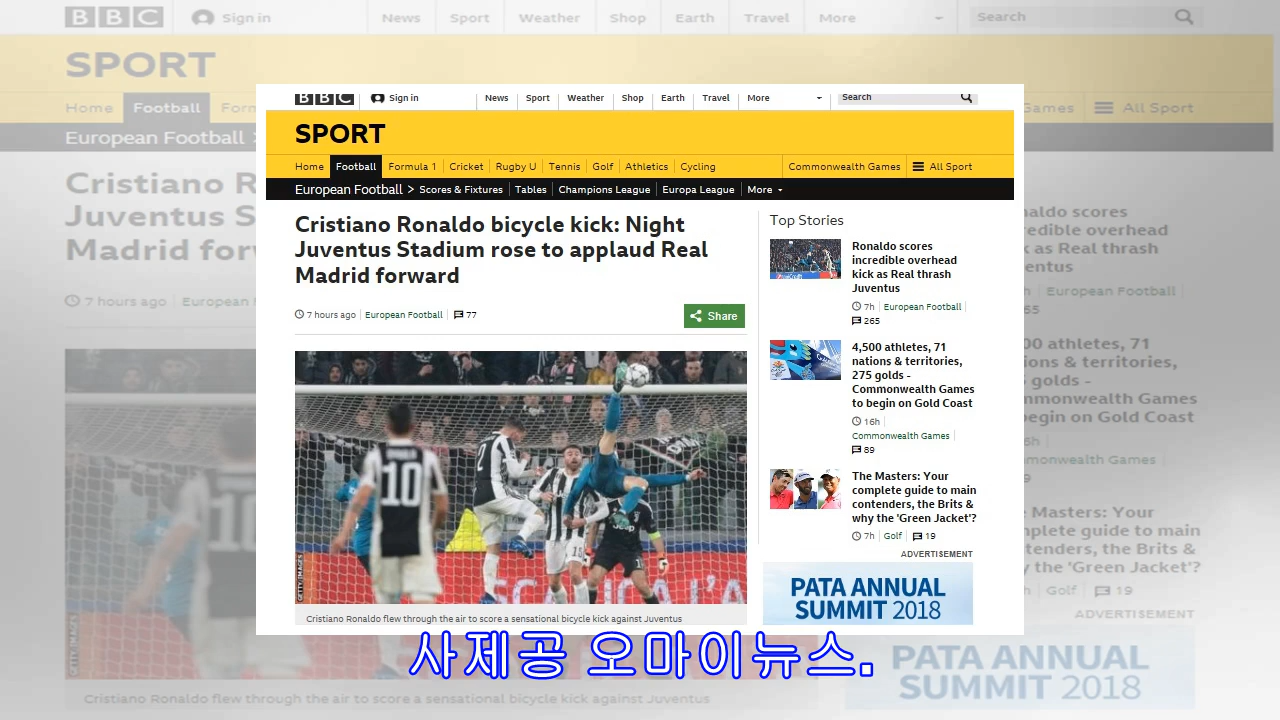 BBC Sign in News Sport Weather Shop Earth Travel More Search
SPORT
Home Football Formula 1 Cricket Rugby U Tennis Golf Athletics Cycling Commonwealth Games All Sport
European Football > Scores & Fixtures Tables Champions League Europa League More
Cristiano Ronaldo bicycle kick: Night
Juventus Stadium rose to applaud Real
Madrid forward
7 hours ago European Football 77
Share
10
2
Cristiano Ronaldo flew through the air to score a sensational bicycle kick against Juventus
Top Stories
Ronaldo scores
incredible overhead
kick as Real thrash
Juventus
7h European Football
265
4,500 athletes, 71
nations & territories,
275 golds -
Commonwealth Games
to begin on Gold Coast
16h
Commonwealth Games
89
The Masters: Your
complete guide to main
contenders, the Brits &
why the 'Green Jacket'?
7h Golf 19
ADVERTISEMENT
PATA ANNUAL
SUMMIT 2018
사제공 오마이뉴스.